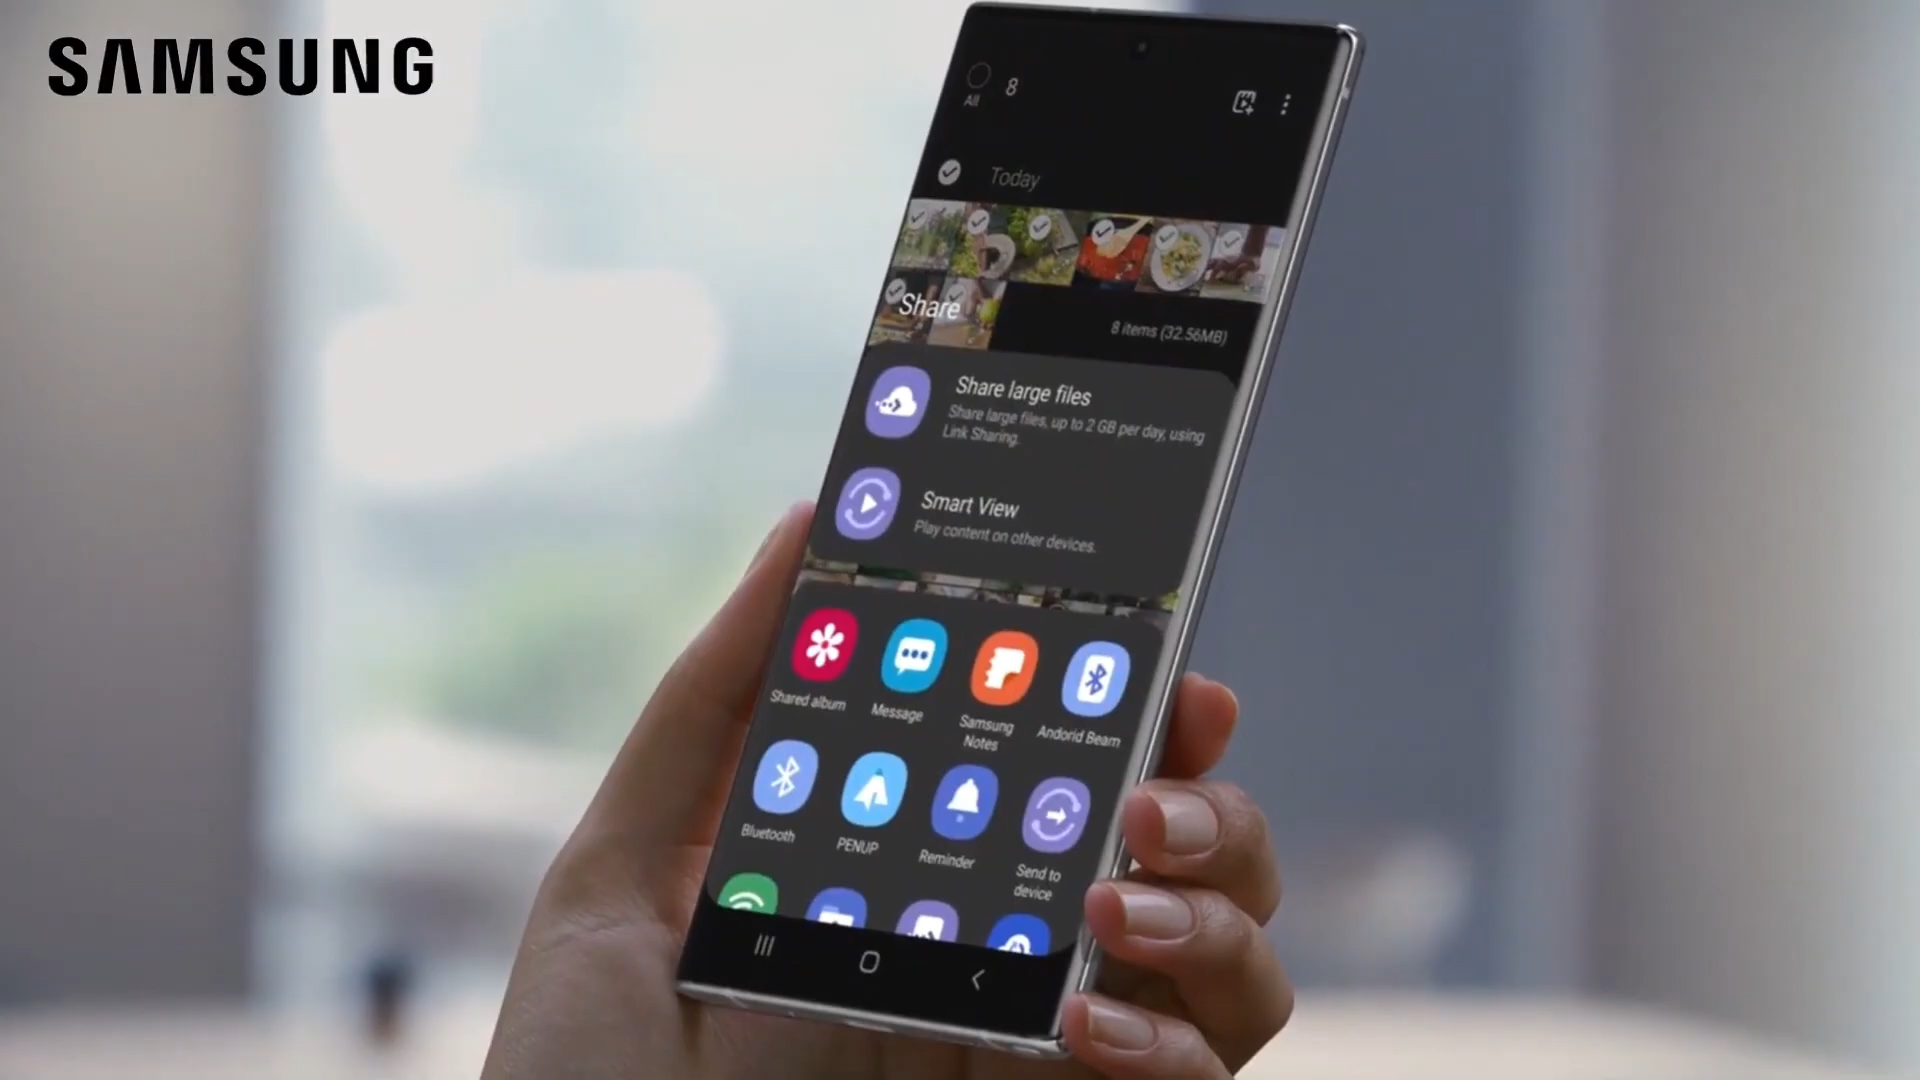 SAMSUNG
8
All
Today
Share
8 items (32.56MB)
Share large files
Share large files, up to 2 GB per day, using
Link Sharing.
Smart View
Play content on other devices.
Shared album
Message
Samsung
Notes
Andorid Beam
Bluetooth
PENUP
Reminder
Send to
device